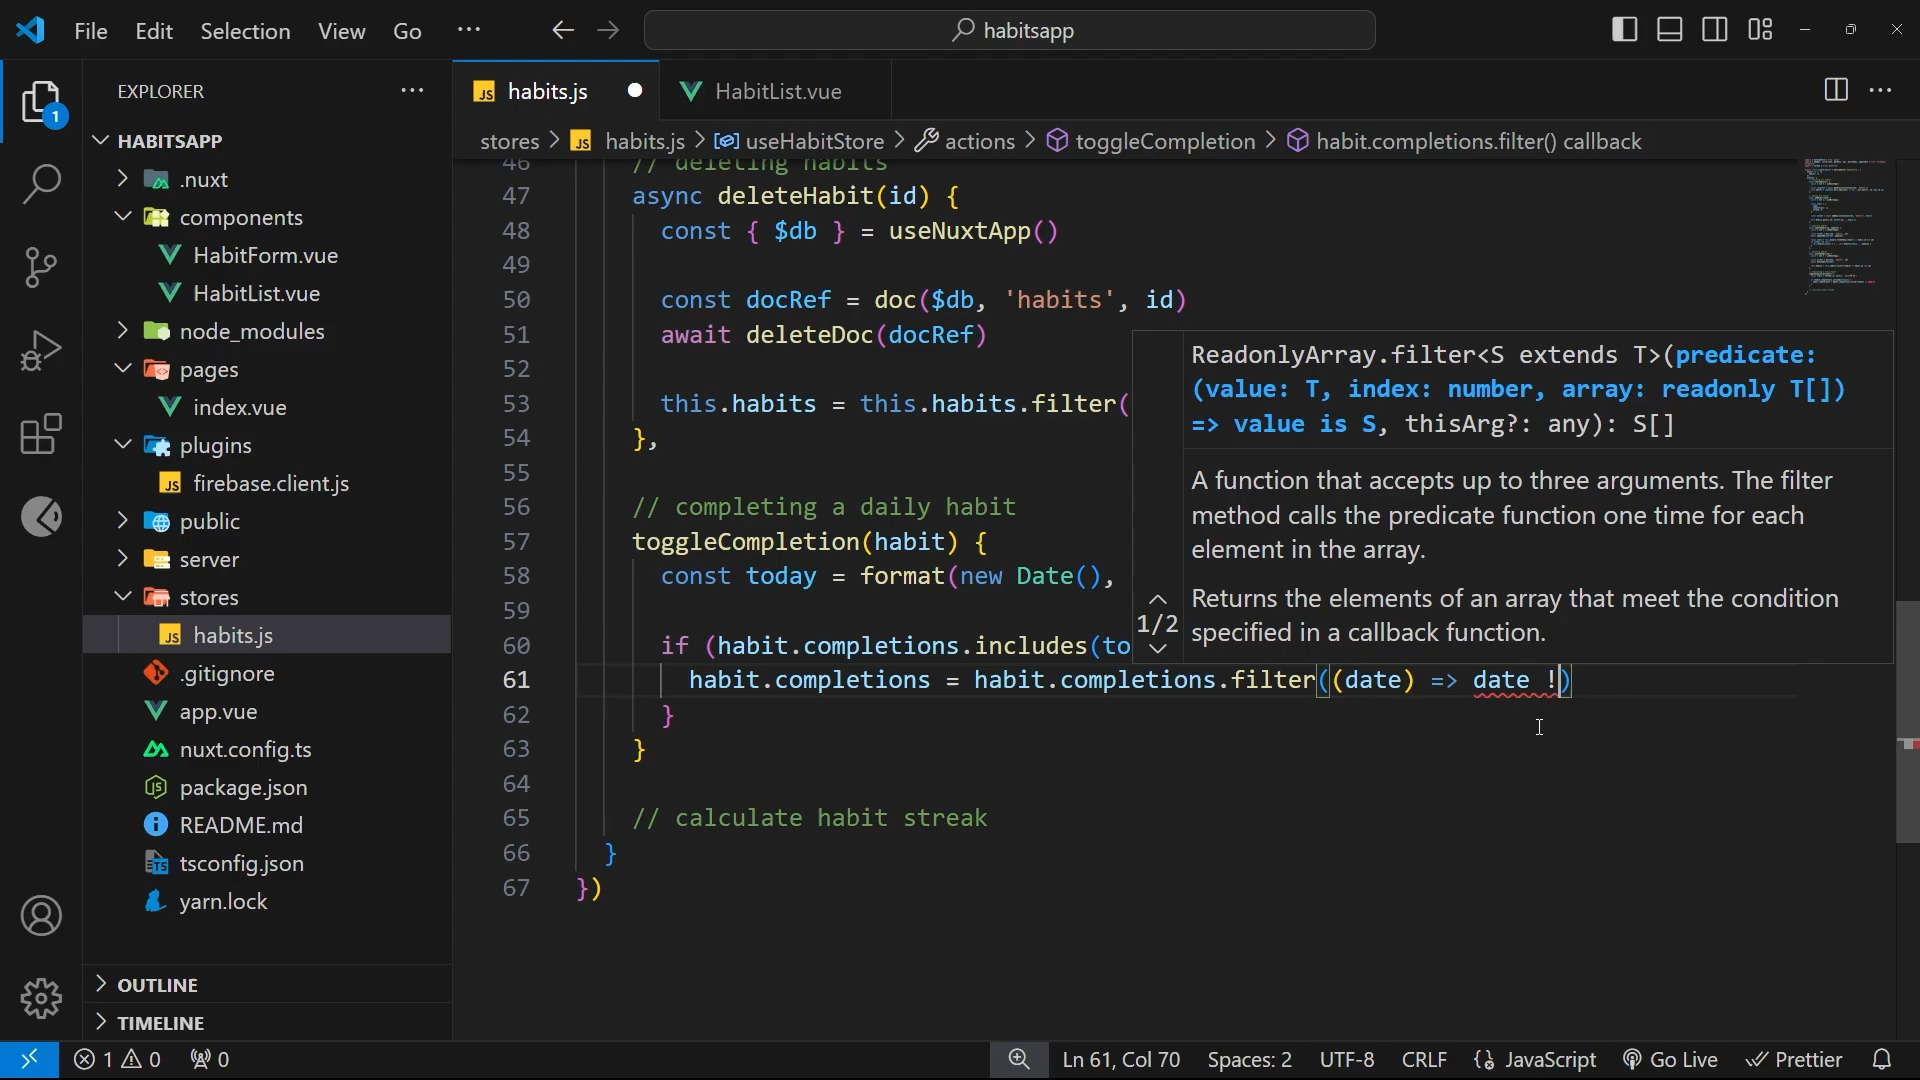 File Edit Selection View Go ··· habitsapp
EXPLORER ···
habits.js HabitList.vue ···
stores > habits.js > useHabitStore > actions > toggleCompletion > habit.completions.filter() callback
1
HABITSAPP
.nuxt
components
HabitForm.vue
HabitList.vue
node_modules
pages
index.vue
plugins
firebase.client.js
public
server
stores
habits.js
.gitignore
app.vue
nuxt.config.ts
package.json
README.md
tsconfig.json
yarn.lock
OUTLINE
TIMELINE
46 // deleting habits
47 async deleteHabit(id) {
48 const { $db } = useNuxtApp()
49
50 const docRef = doc($db, 'habits', id)
51 await deleteDoc(docRef)
52
53 this.habits = this.habits.filter(
54 },
55
56 // completing a daily habit
57 toggleCompletion(habit) {
58 const today = format(new Date(),
59
60 if (habit.completions.includes(to
61 habit.completions = habit.completions.filter((date) => date !)
62 }
63 }
64
65 // calculate habit streak
66 }
67 })
ReadonlyArray.filter<S extends T>(predicate:
(value: T, index: number, array: readonly T[])
=> value is S, thisArg?: any): S[]
A function that accepts up to three arguments. The filter
method calls the predicate function one time for each
element in the array.
1/2
Returns the elements of an array that meet the condition
specified in a callback function.
1 0 0 Ln 61, Col 70 Spaces: 2 UTF-8 CRLF JavaScript Go Live Prettier